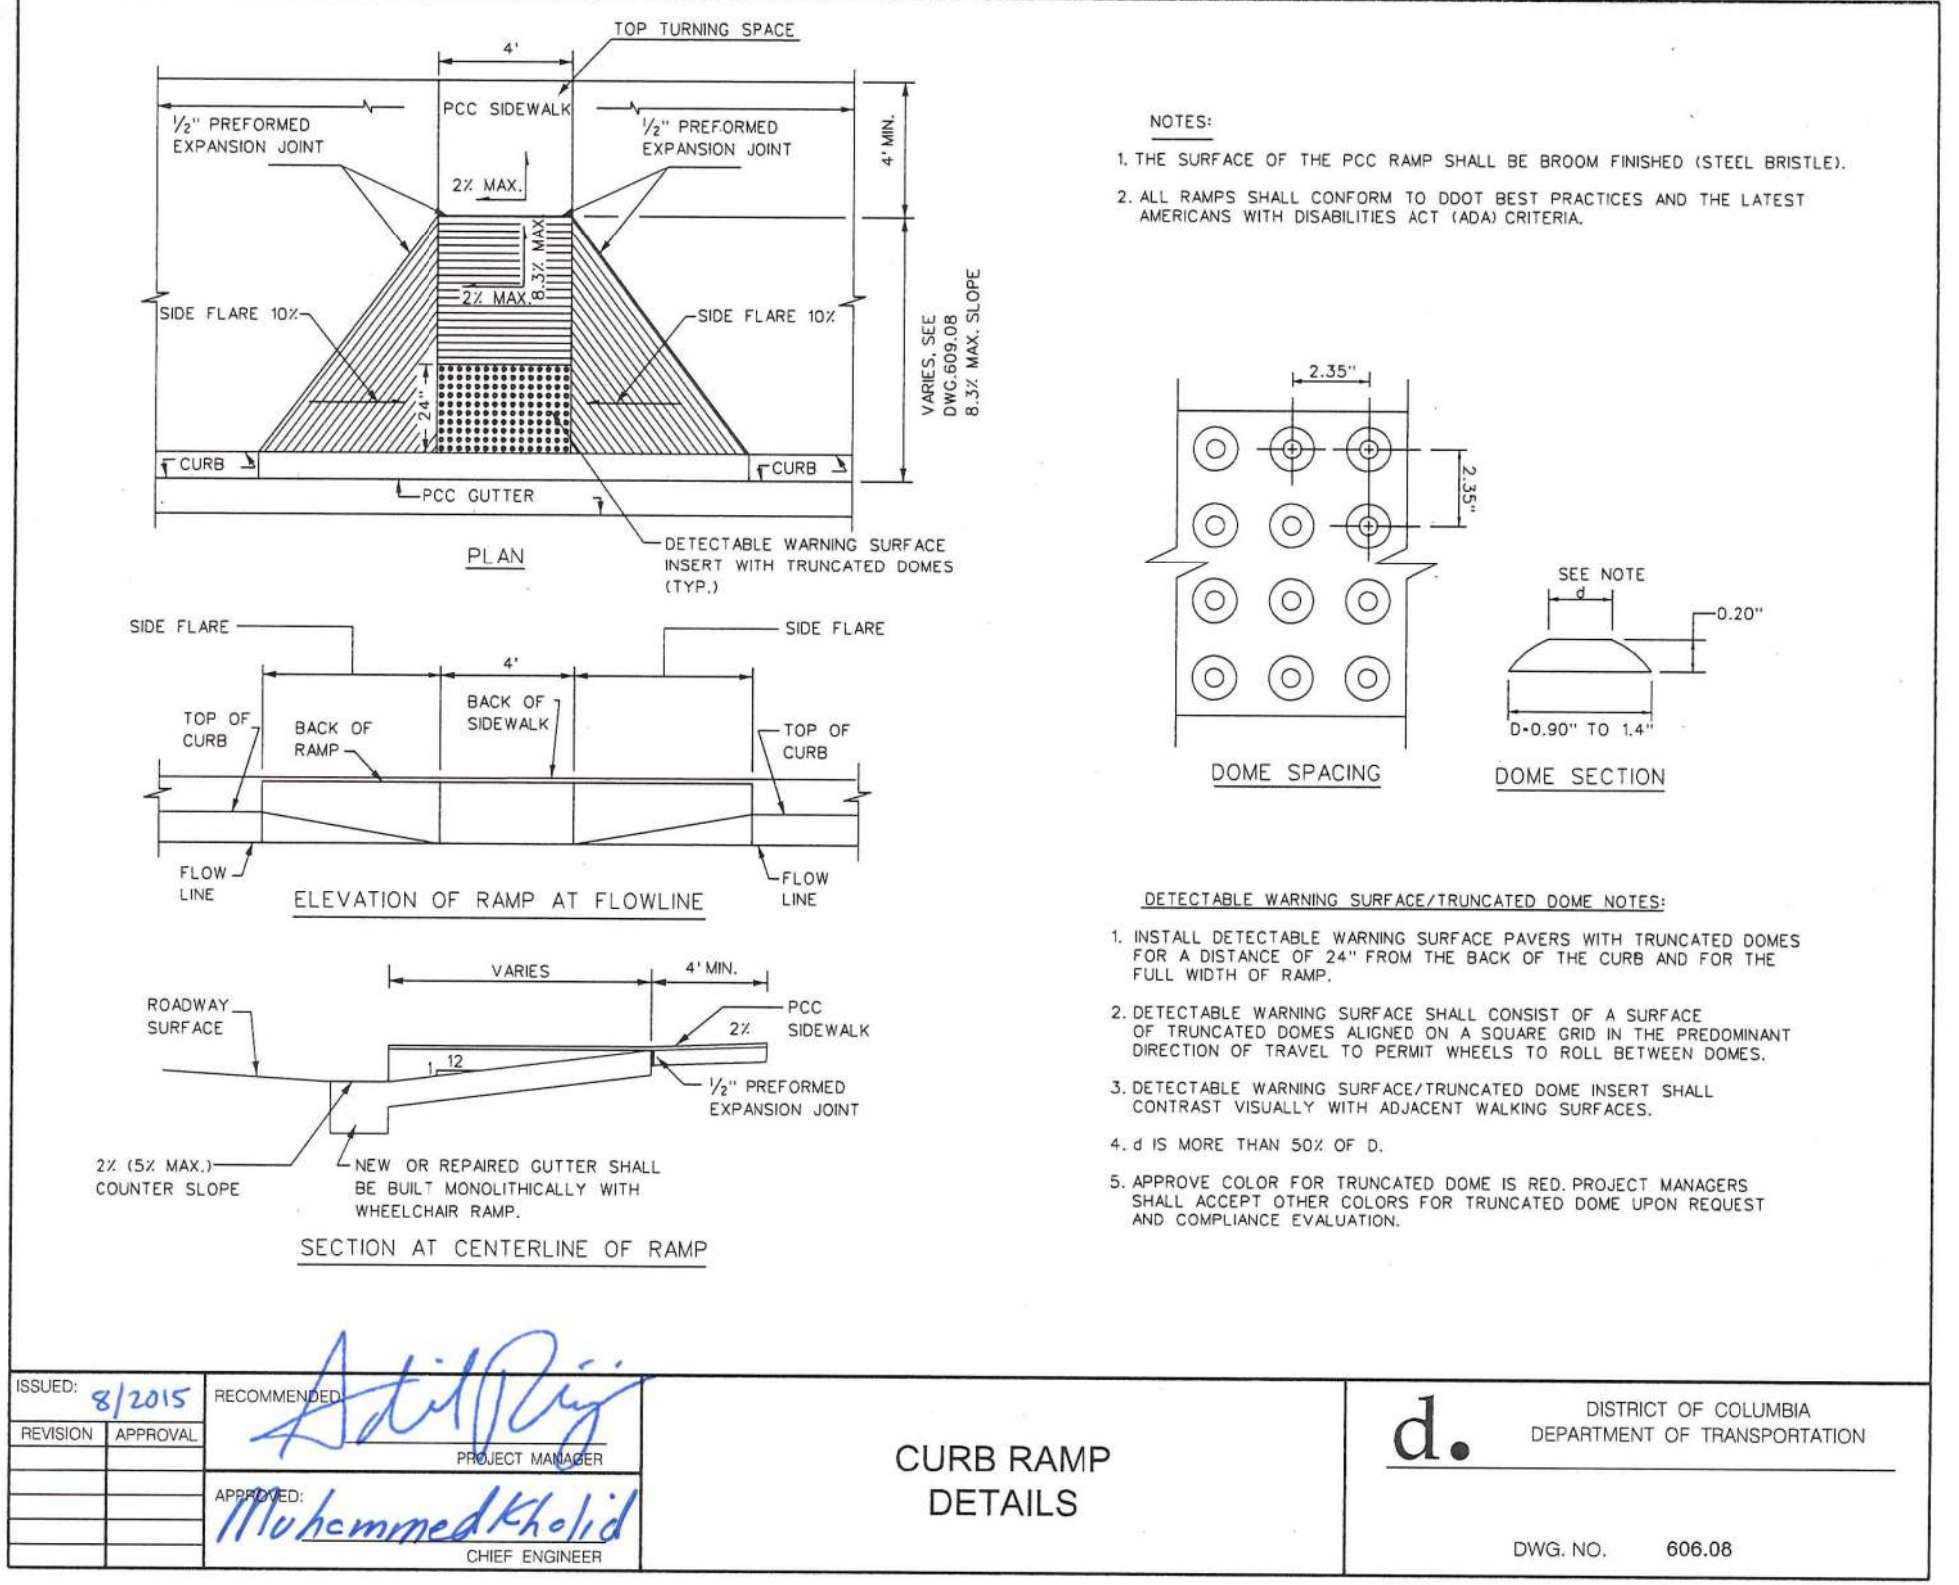 TOP TURNING SPACE
4'
PCC SIDEWALK
1/2" PREFORMED
EXPANSION JOINT
1/2" PREFORMED
EXPANSION JOINT
4' MIN.
2% MAX.
8.3% MAX
2% MAX.
SIDE FLARE 10%
SIDE FLARE 10%
VARIES, SEE
DWG.609.08
8.3% MAX. SLOPE
24"
CURB
CURB
PCC GUTTER
PLAN
DETECTABLE WARNING SURFACE
INSERT WITH TRUNCATED DOMES
(TYP.)
SIDE FLARE
SIDE FLARE
4'
TOP OF
CURB
BACK OF
RAMP
BACK OF
SIDEWALK
TOP OF
CURB
FLOW
LINE
FLOW
LINE
ELEVATION OF RAMP AT FLOWLINE
VARIES
4' MIN.
ROADWAY
SURFACE
PCC
SIDEWALK
2%
1
12
1/2" PREFORMED
EXPANSION JOINT
2% (5% MAX.)
COUNTER SLOPE
NEW OR REPAIRED GUTTER SHALL
BE BUILT MONOLITHICALLY WITH
WHEELCHAIR RAMP.
SECTION AT CENTERLINE OF RAMP
NOTES:
1. THE SURFACE OF THE PCC RAMP SHALL BE BROOM FINISHED (STEEL BRISTLE).
2. ALL RAMPS SHALL CONFORM TO DDOT BEST PRACTICES AND THE LATEST
AMERICANS WITH DISABILITIES ACT (ADA) CRITERIA.
2.35"
2.35"
SEE NOTE
d
0.20"
D=0.90" TO 1.4"
DOME SPACING
DOME SECTION
DETECTABLE WARNING SURFACE/TRUNCATED DOME NOTES:
1. INSTALL DETECTABLE WARNING SURFACE PAVERS WITH TRUNCATED DOMES
FOR A DISTANCE OF 24" FROM THE BACK OF THE CURB AND FOR THE
FULL WIDTH OF RAMP.
2. DETECTABLE WARNING SURFACE SHALL CONSIST OF A SURFACE
OF TRUNCATED DOMES ALIGNED ON A SQUARE GRID IN THE PREDOMINANT
DIRECTION OF TRAVEL TO PERMIT WHEELS TO ROLL BETWEEN DOMES.
3. DETECTABLE WARNING SURFACE/TRUNCATED DOME INSERT SHALL
CONTRAST VISUALLY WITH ADJACENT WALKING SURFACES.
4. d IS MORE THAN 50% OF D.
5. APPROVE COLOR FOR TRUNCATED DOME IS RED. PROJECT MANAGERS
SHALL ACCEPT OTHER COLORS FOR TRUNCATED DOME UPON REQUEST
AND COMPLIANCE EVALUATION.
ISSUED: 8/2015
REVISION APPROVAL
RECOMMENDED:
PROJECT MANAGER
APPROVED:
Muhammed Khalid
CHIEF ENGINEER
CURB RAMP
DETAILS
d.
DISTRICT OF COLUMBIA
DEPARTMENT OF TRANSPORTATION
DWG. NO. 606.08